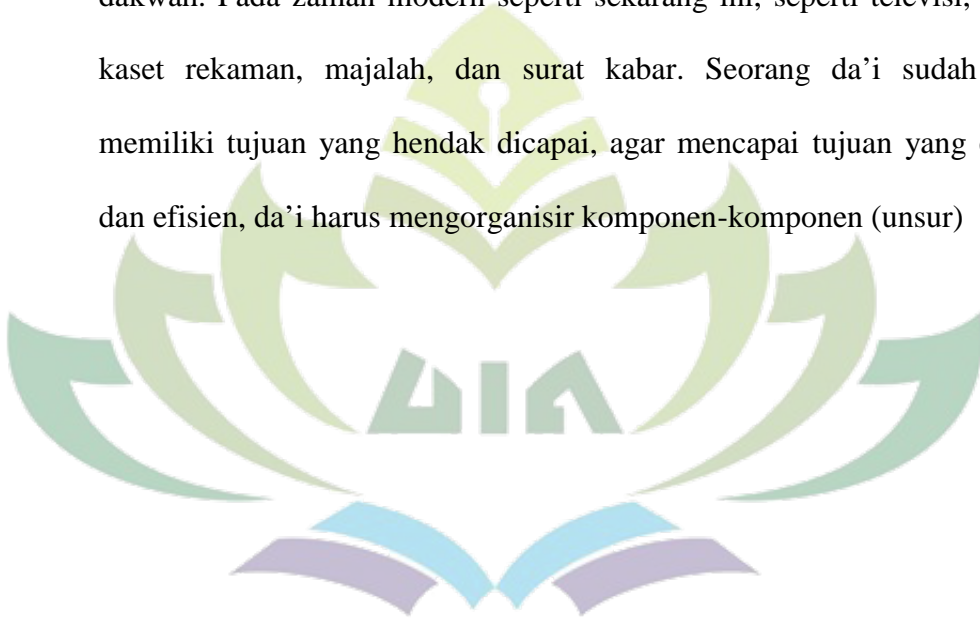 dakwah. Pada zaman modern seperti sekarang ini, seperti televisi,
kaset rekaman, majalah, dan surat kabar. Seorang da’i sudah
memiliki tujuan yang hendak dicapai, agar mencapai tujuan yang
dan efisien, da’i harus mengorganisir komponen-komponen (unsur)
UIN